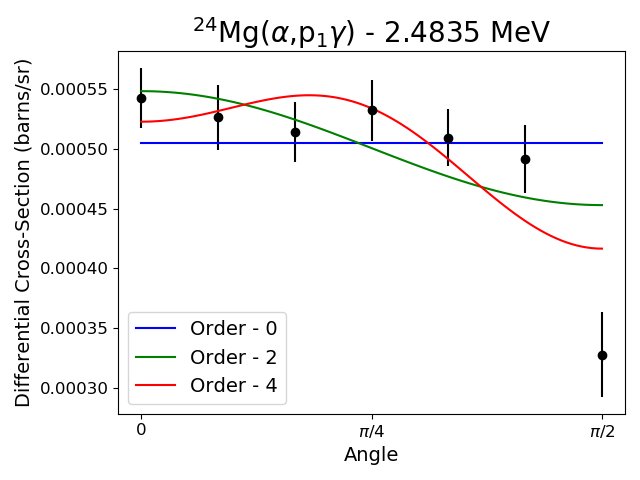 ²⁴Mg(α,p₁γ) - 2.4835 MeV
Differential Cross-Section (barns/sr)
0.00055
0.00050
0.00045
0.00040
0.00035
0.00030
Order - 0
Order - 2
Order - 4
0
π/4
π/2
Angle